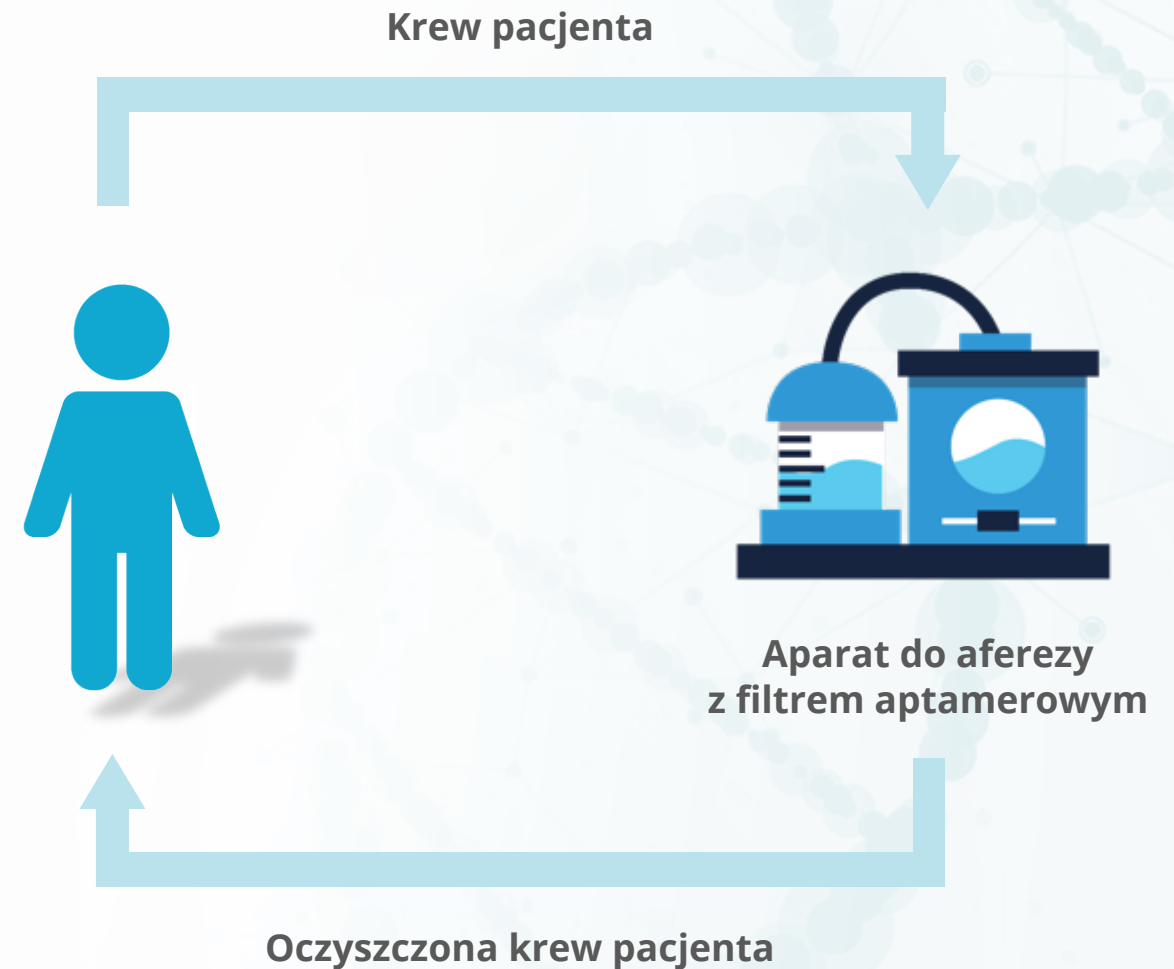 Krew pacjenta
Aparat do aferezy
z filtrem aptamerowym
Oczyszczona krew pacjenta